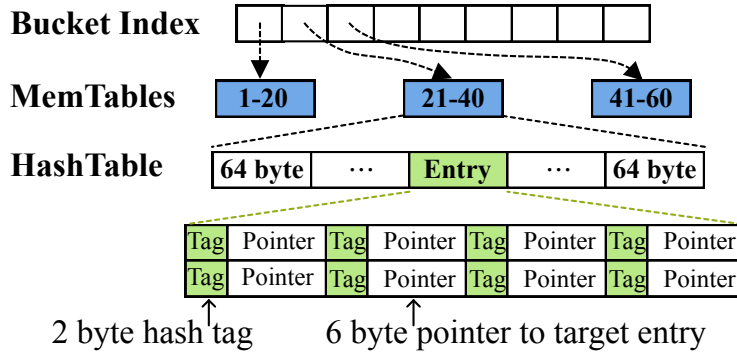 Bucket Index
MemTables 1-20 21-40 41-60
HashTable 64 byte ··· Entry ··· 64 byte
Tag Pointer Tag Pointer Tag Pointer Tag Pointer
Tag Pointer Tag Pointer Tag Pointer Tag Pointer
2 byte hash tag 6 byte pointer to target entry